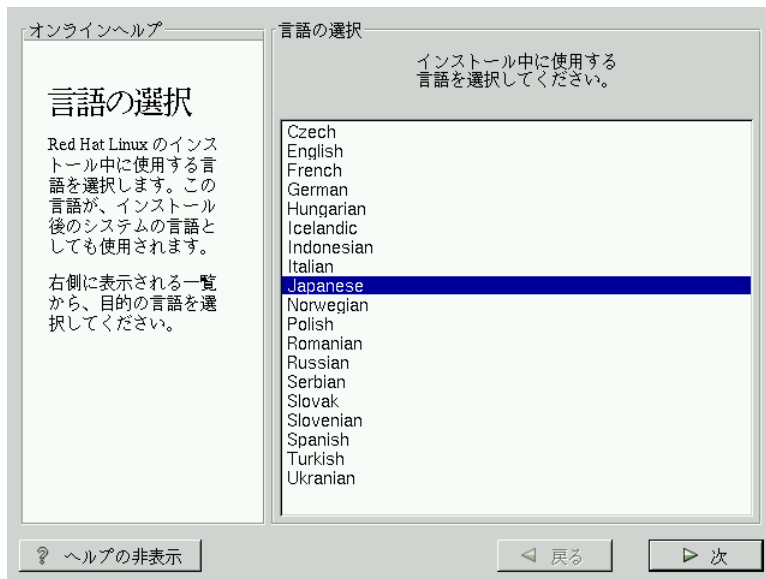 オンラインヘルプ
言語の選択
Red Hat Linux のインス
トール中に使用する言
語を選択します。この
言語が、インストール
後のシステムの言語と
しても使用されます。
右側に表示される一覧
から、目的の言語を選
択してください。
言語の選択
インストール中に使用する
言語を選択してください。
Czech
English
French
German
Hungarian
Icelandic
Indonesian
Italian
Japanese
Norwegian
Polish
Romanian
Russian
Serbian
Slovak
Slovenian
Spanish
Turkish
Ukranian
? ヘルプの非表示
戻る
次